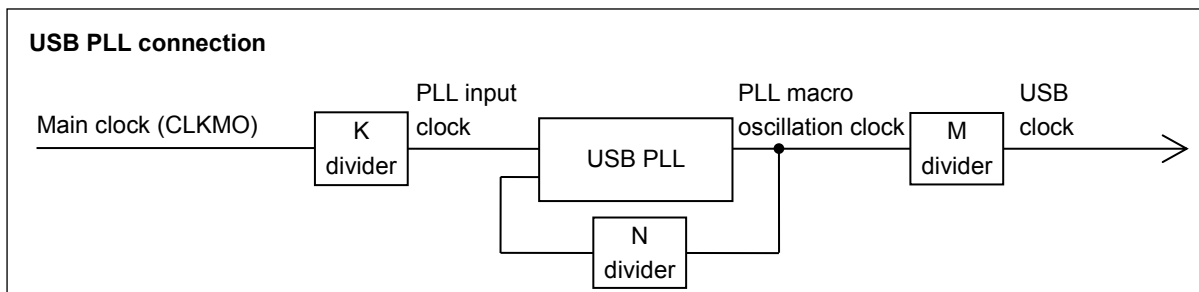 USB PLL connection
Main clock (CLKMO)
K
divider
PLL input
clock
USB PLL
N
divider
PLL macro
oscillation clock
M
divider
USB
clock